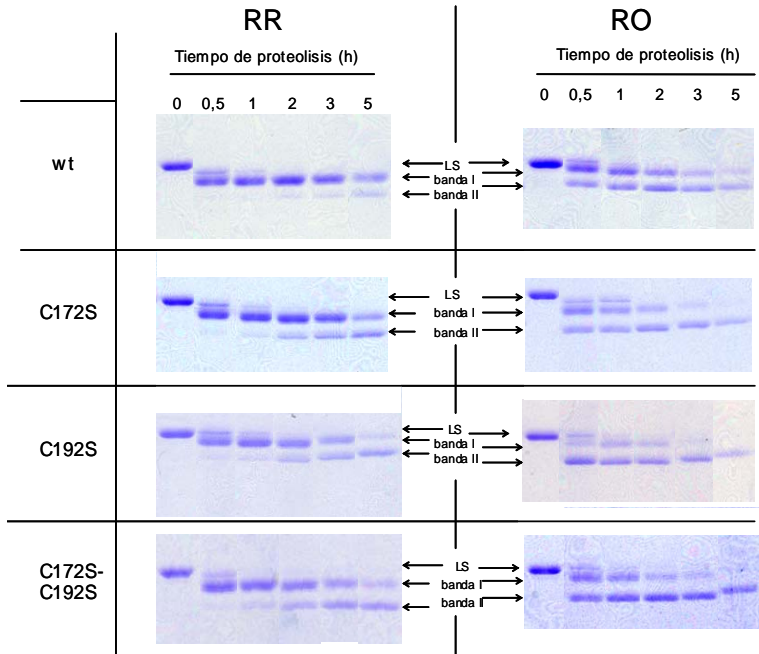 RR
RO
Tiempo de proteolisis (h)
Tiempo de proteolisis (h)
0 0,5 1 2 3 5
0 0,5 1 2 3 5
wt
LS
banda I
banda II
C172S
LS
banda I
banda II
C192S
LS
banda I
banda II
C172S-
C192S
LS
banda I
banda II